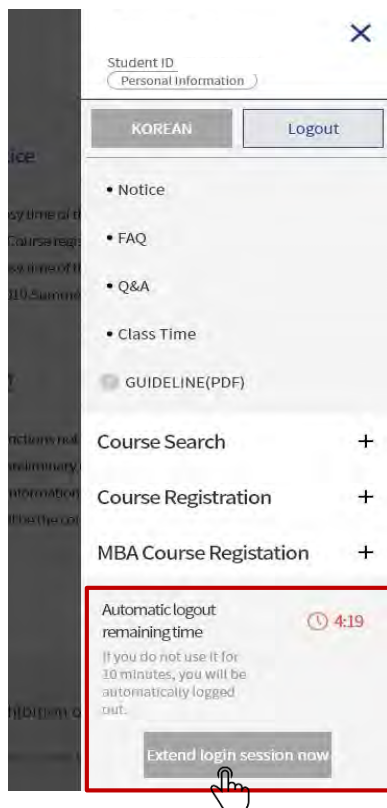 Student ID
Personal Information
KOREAN
Logout
• Notice
• FAQ
• Q&A
• Class Time
GUIDELINE(PDF)
Course Search +
Course Registration +
MBA Course Registation +
Automatic logout
remaining time
4:19
If you do not use it for
10 minutes, you will be
automatically logged
out.
Extend login session now